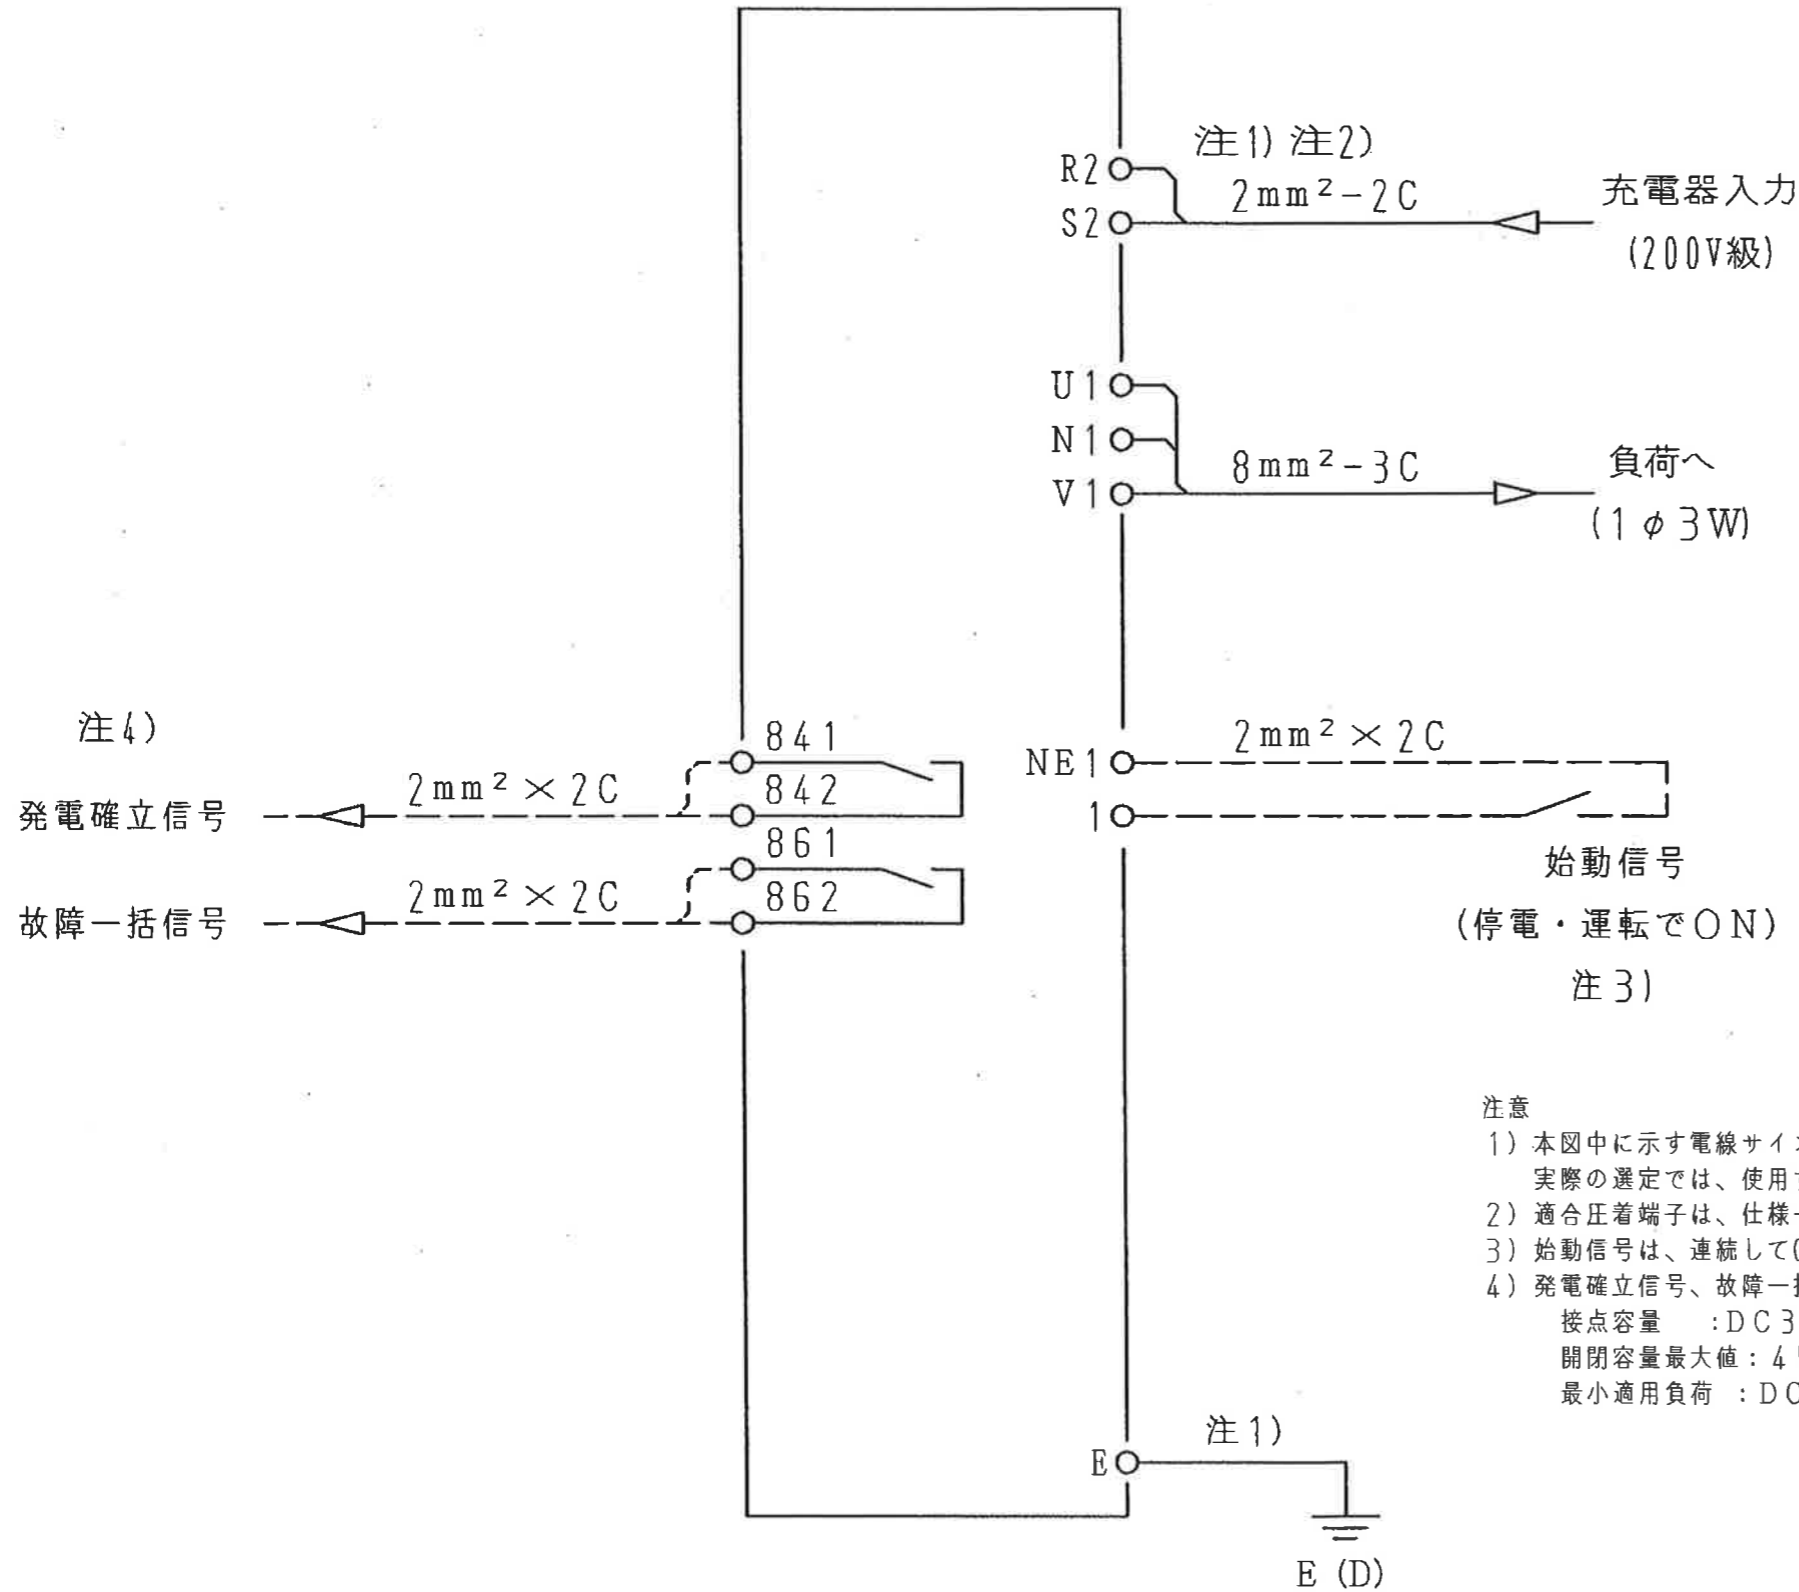 注1) 注2)
R2
2mm²-2C
充電器入力
S2
(200V級)
U1
N1
8mm²-3C
負荷へ
V1
(1φ3W)
注4)
841
2mm²×2C
NE1
2mm²×2C
842
発電確立信号
1
861
始動信号
2mm²×2C
862
故障一括信号
(停電・運転でON)
注3)
注意
1) 本図中に示す電線サイ
実際の選定では、使用
2) 適合圧着端子は、仕様
3) 始動信号は、連続して
4) 発電確立信号、故障一
接点容量 :DC3
開閉容量最大値:4
最小適用負荷 :DC
注1)
E
E (D)